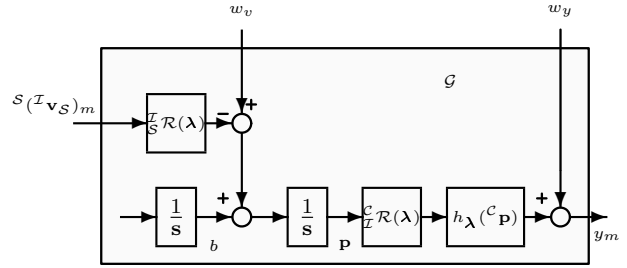 w_v w_y
𝒢
^𝒮(^ℐ𝐯_𝒮)_m ^ℐ_𝒮ℛ(𝝀) − +
1/𝐬 + 1/𝐬 ^𝒞_ℐℛ(𝝀) h_𝝀(^𝒞𝐩) +
b 𝐩 y_m